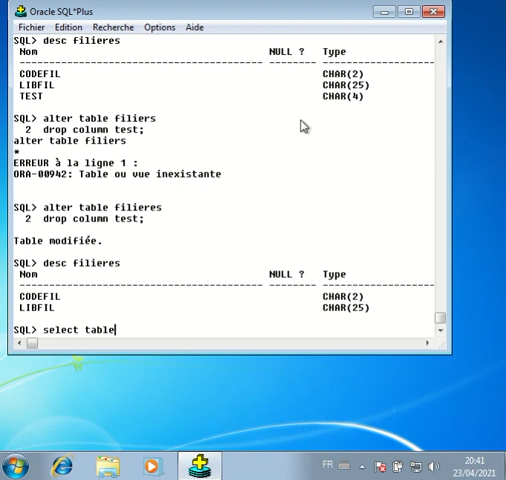 Oracle SQL*Plus
Fichier Edition Recherche Options Aide
SQL> desc filieres
Nom NULL ? Type
CODEFIL CHAR(2)
LIBFIL CHAR(25)
TEST CHAR(4)
SQL> alter table filiers
2 drop column test;
alter table filiers
*
ERREUR à la ligne 1 :
ORA-00942: Table ou vue inexistante
SQL> alter table filieres
2 drop column test;
Table modifiée.
SQL> desc filieres
Nom NULL ? Type
CODEFIL CHAR(2)
LIBFIL CHAR(25)
SQL> select table
FR
20:41
23/04/2021